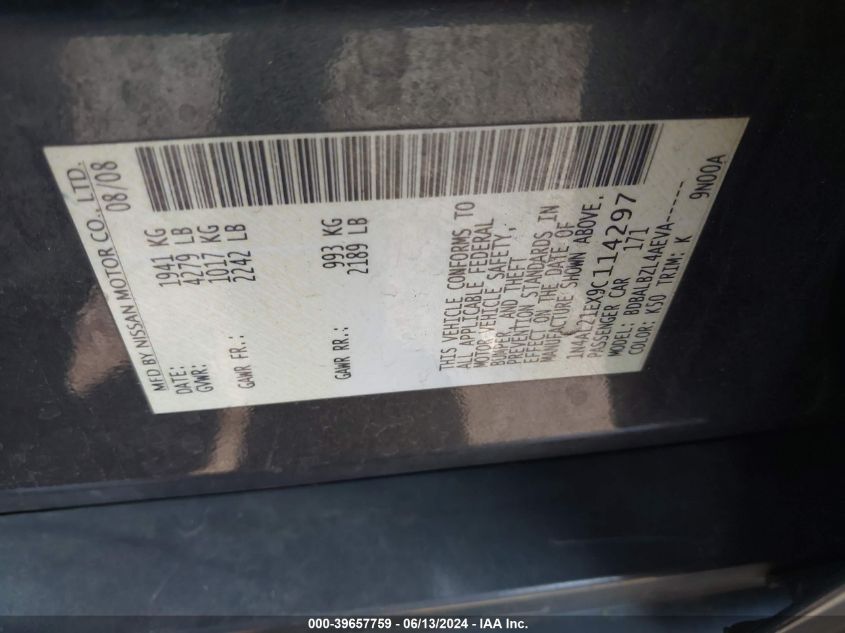 MFD BY NISSAN MOTOR CO., LTD.
DATE: 08/08
GVWR: 1941 KG
4279 LB
GAWR FR.: 1017 KG
2242 LB
GAWR RR.: 993 KG
2189 LB
THIS VEHICLE CONFORMS TO
ALL APPLICABLE FEDERAL
MOTOR VEHICLE SAFETY,
BUMPER, AND THEFT
PREVENTION STANDARDS IN
EFFECT ON THE DATE OF
MANUFACTURE SHOWN ABOVE.
1N4AL21EX9C114297
PASSENGER CAR 171
MODEL: BDBALBZL4AEVA------
COLOR: K50 TRIM: K
9N00A
000-39657759 - 06/13/2024 - IAA Inc.